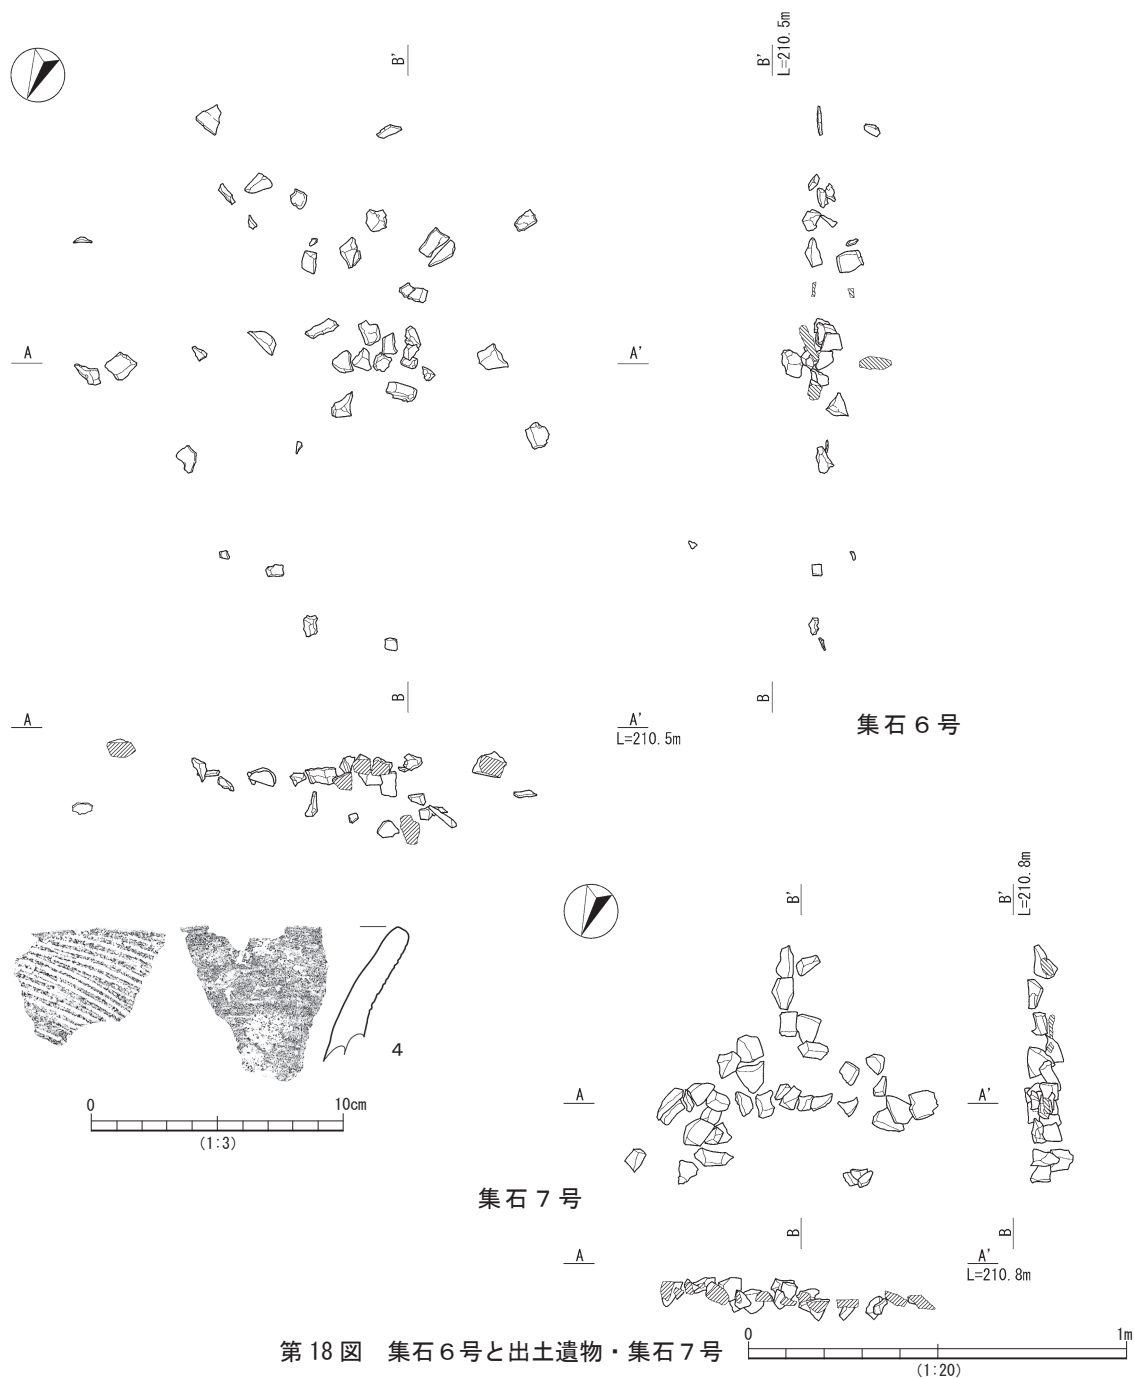 B'
B'
L=210.5m
A
A'
B
B
A
A'
L=210.5m
集石6号
B'
B'
L=210.8m
4
0 10cm
(1:3)
A
A'
集石7号
B
B
A
A'
L=210.8m
第18図 集石6号と出土遺物・集石7号
0 1m
(1:20)